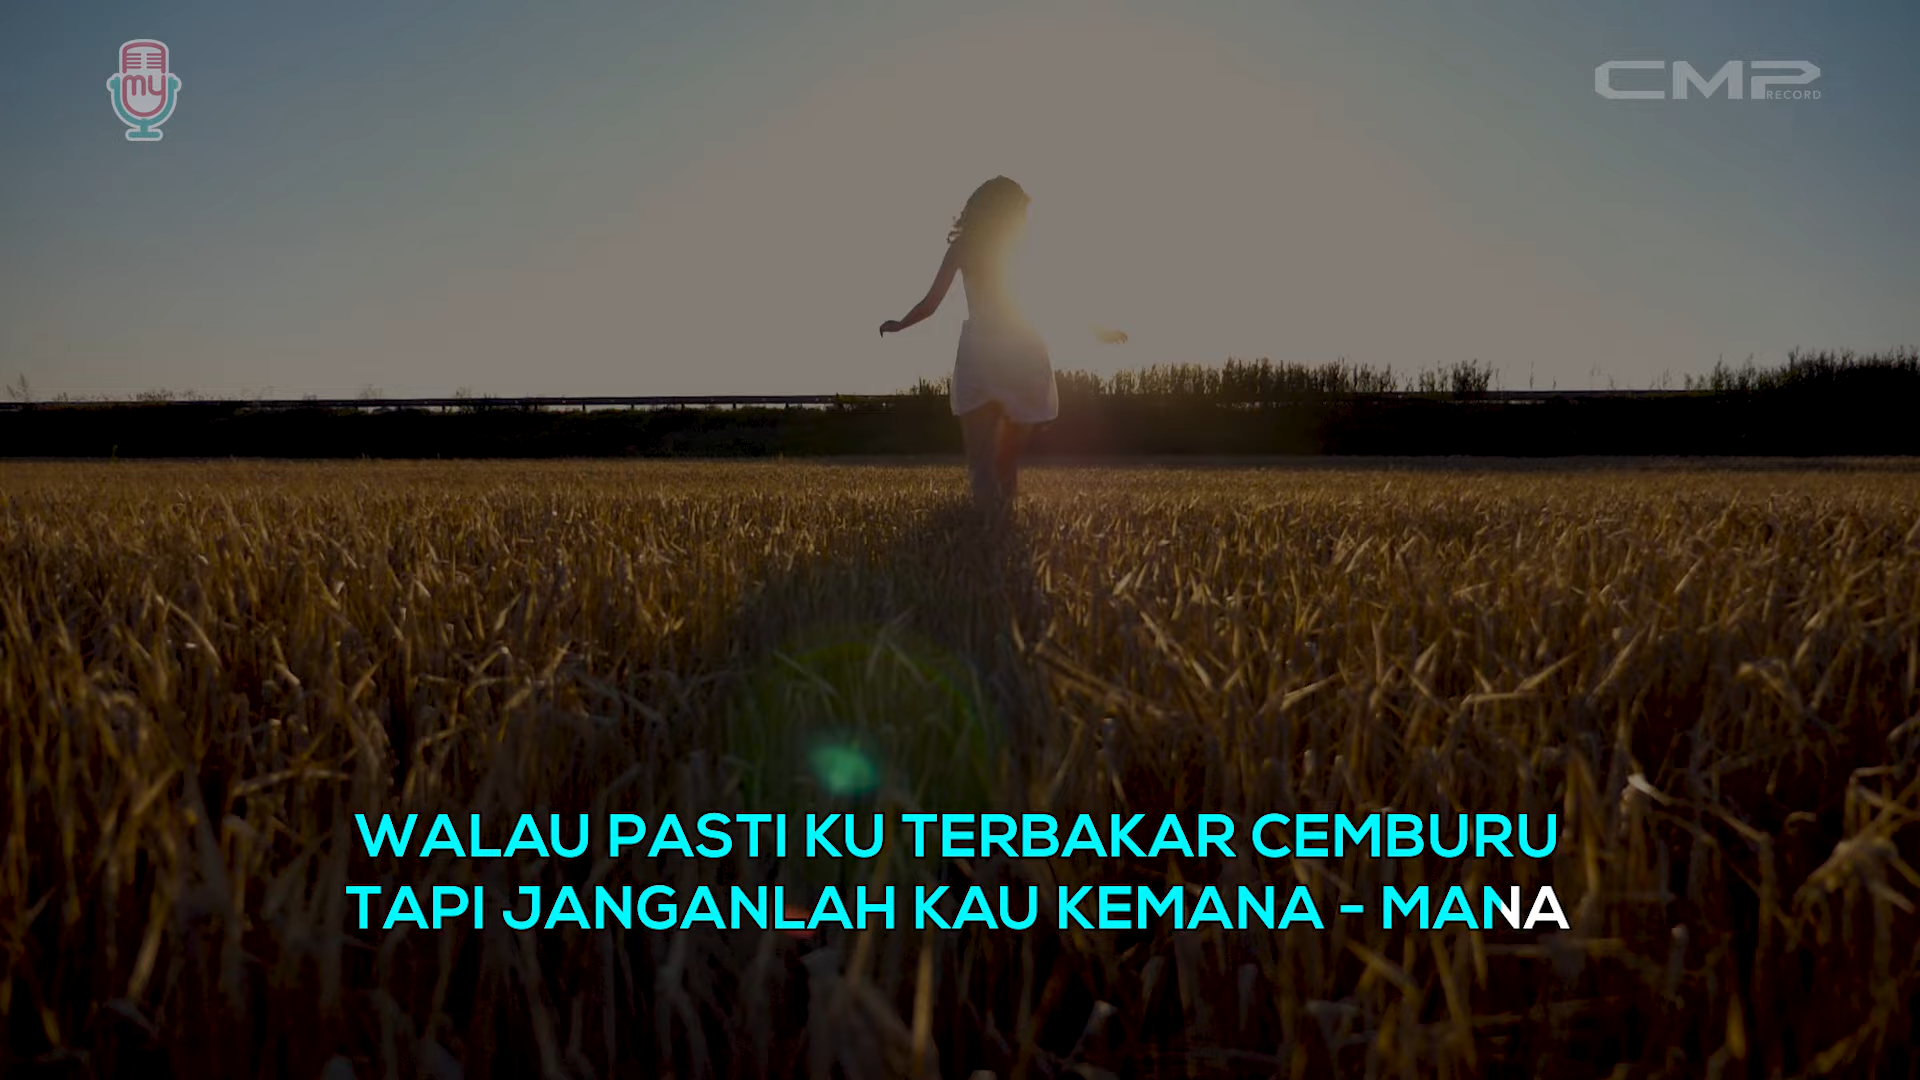 my
CMP
RECORD
WALAU PASTI KU TERBAKAR CEMBURU
TAPI JANGANLAH KAU KEMANA - MANA